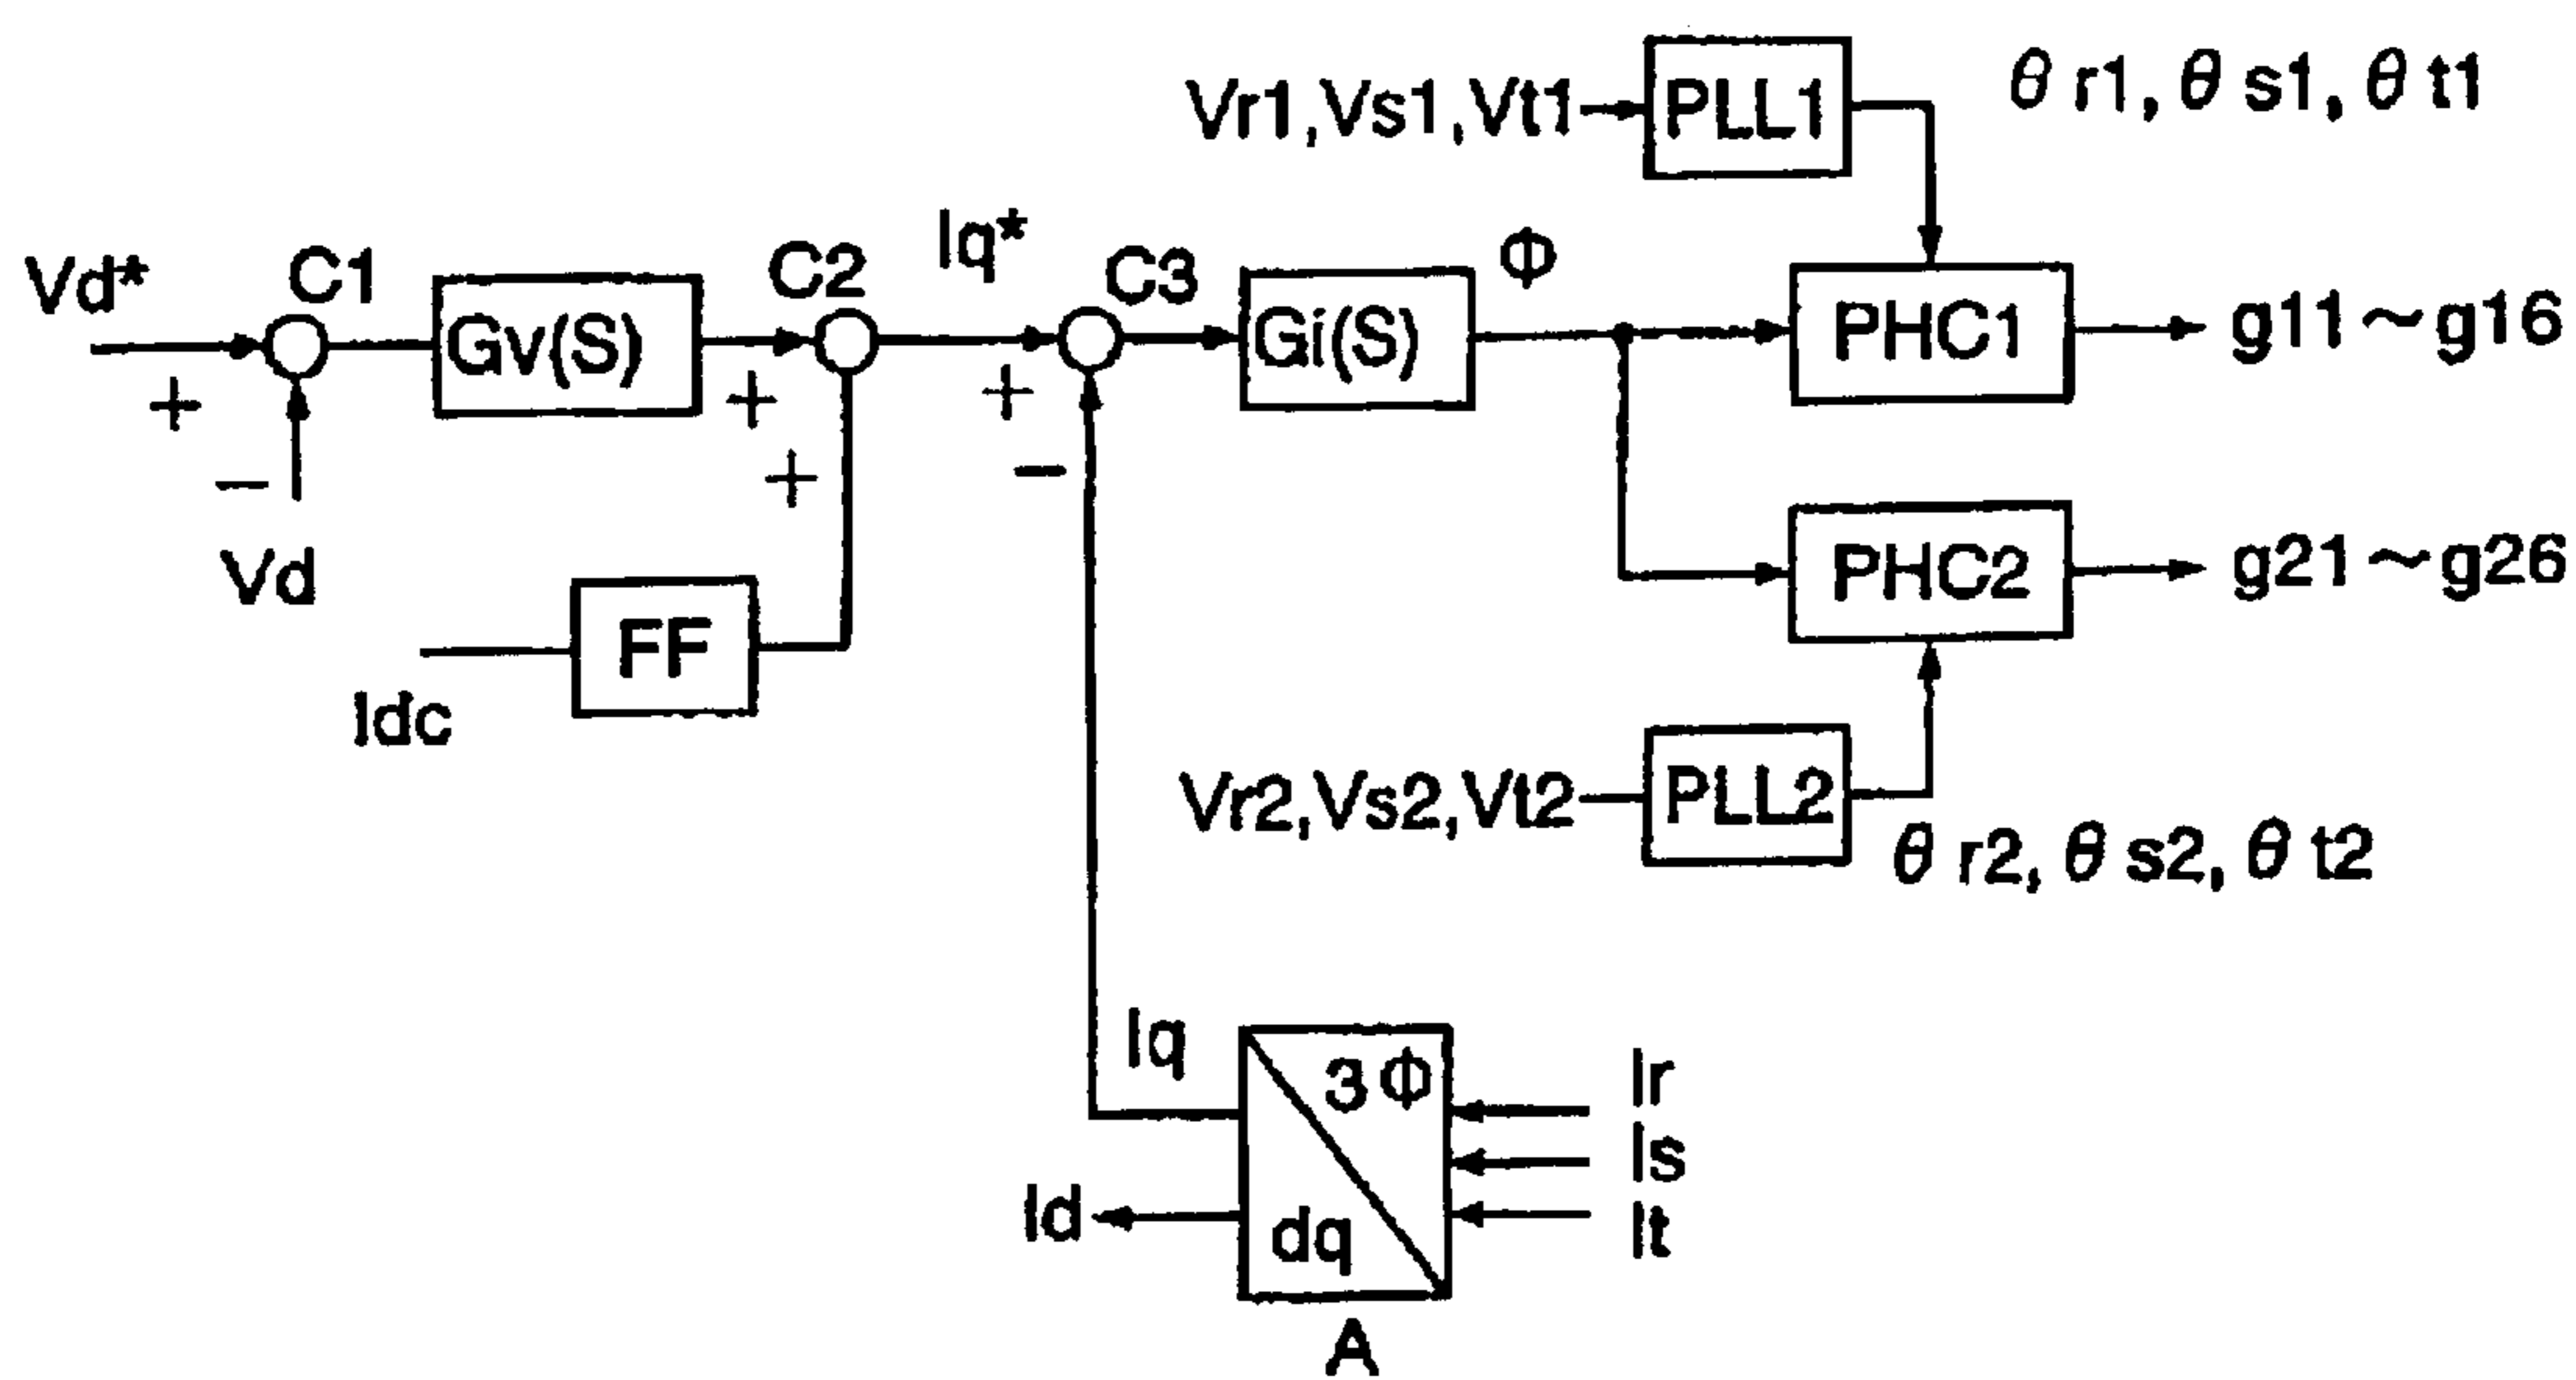 Vr1,Vs1,Vt1
PLL1
θ r1, θ s1, θ t1
Vd*
C1
Gv(S)
C2
Iq*
C3
Gi(S)
Φ
PHC1
g11~g16
+
−
+
+
+
−
Vd
PHC2
g21~g26
FF
Idc
Vr2,Vs2,Vt2
PLL2
θ r2, θ s2, θ t2
Iq
3Φ
Ir
Is
Id
dq
It
A